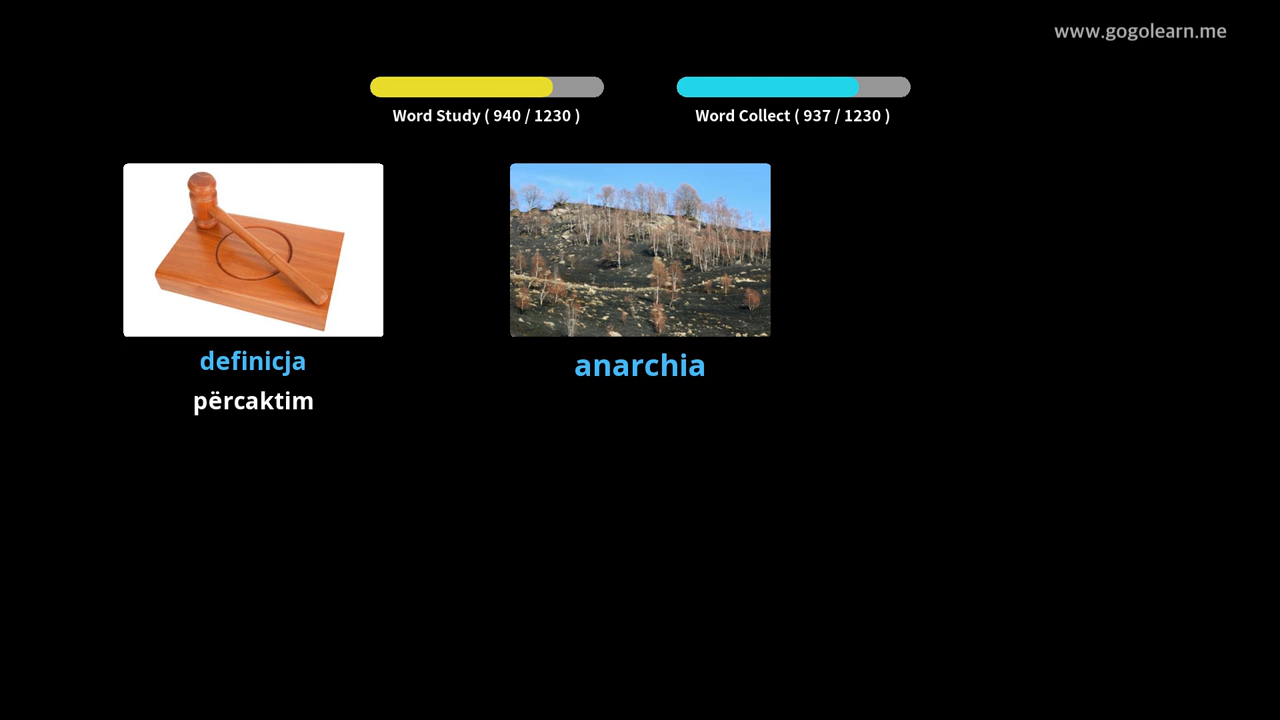 www.gogolearn.me
Word Study ( 940 / 1230 )
Word Collect ( 937 / 1230 )
definicja
përcaktim
anarchia